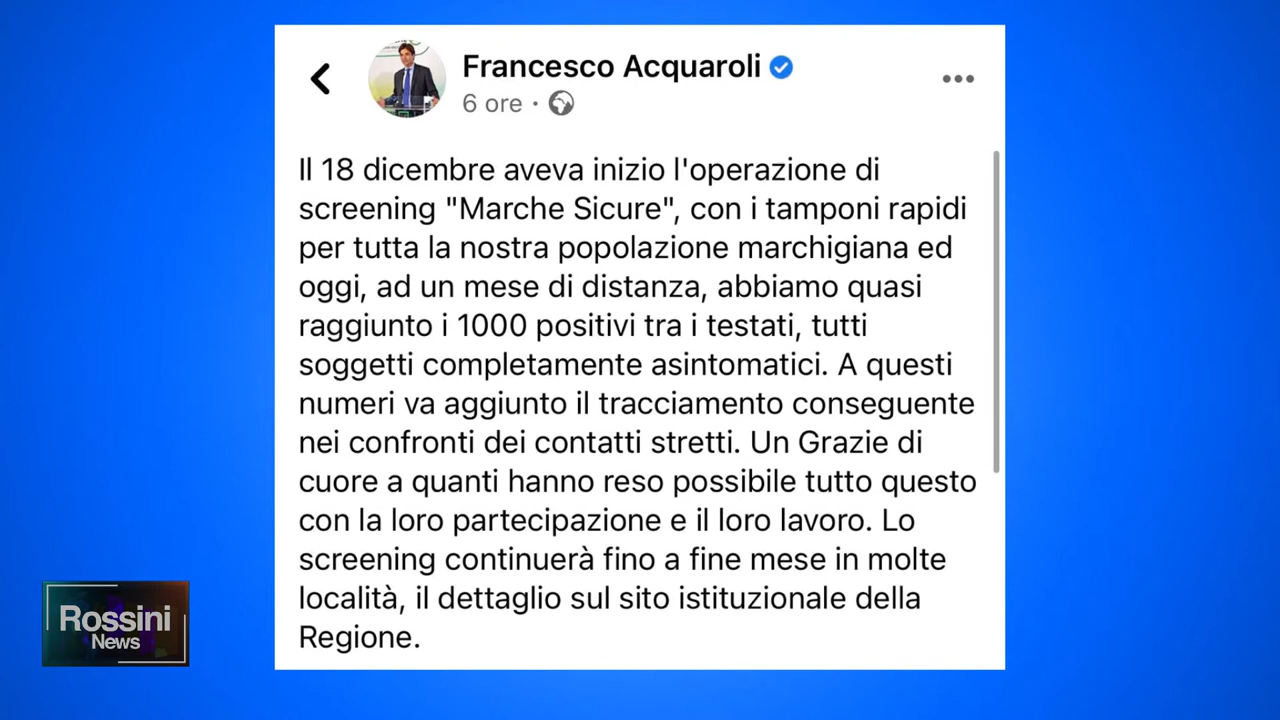 Francesco Acquaroli
6 ore ·
Il 18 dicembre aveva inizio l'operazione di
screening "Marche Sicure", con i tamponi rapidi
per tutta la nostra popolazione marchigiana ed
oggi, ad un mese di distanza, abbiamo quasi
raggiunto i 1000 positivi tra i testati, tutti
soggetti completamente asintomatici. A questi
numeri va aggiunto il tracciamento conseguente
nei confronti dei contatti stretti. Un Grazie di
cuore a quanti hanno reso possibile tutto questo
con la loro partecipazione e il loro lavoro. Lo
screening continuerà fino a fine mese in molte
località, il dettaglio sul sito istituzionale della
Regione.
Rossini
News